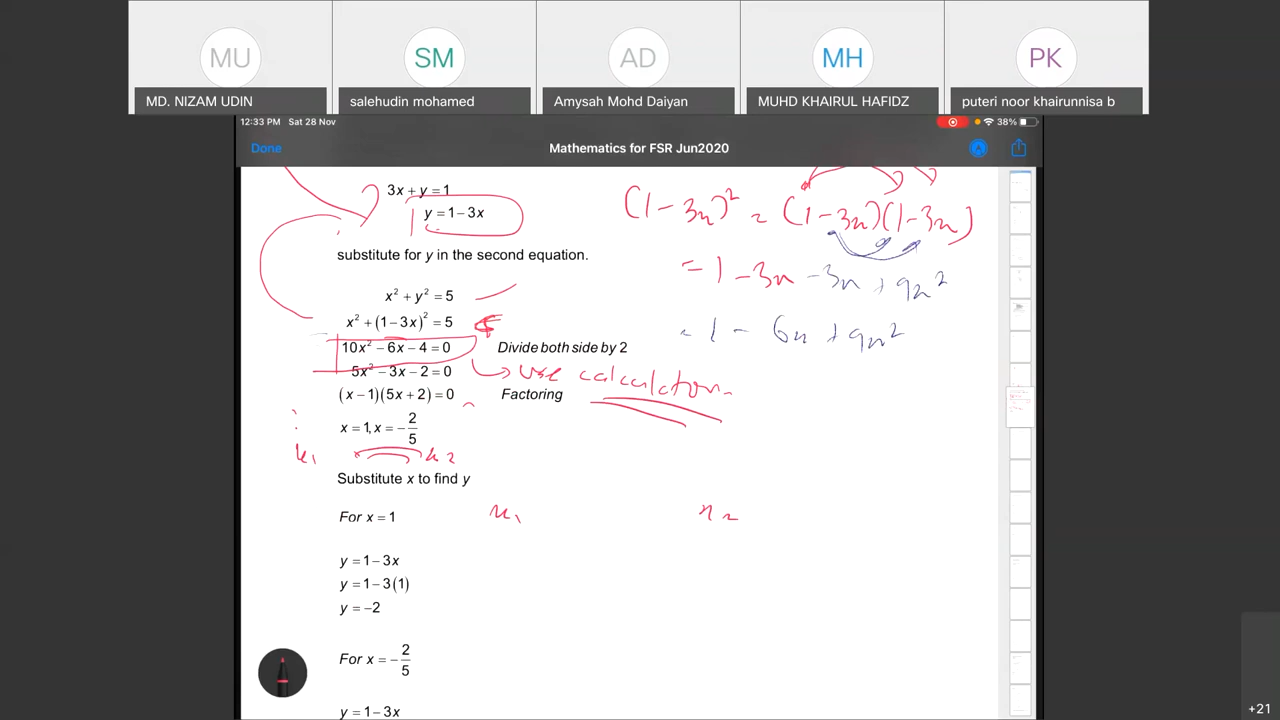 MU SM AD MH PK
MD. NIZAM UDIN salehudin mohamed Amysah Mohd Daiyan MUHD KHAIRUL HAFIDZ puteri noor khairunnisa b
12:33 PM Sat 28 Nov 38%
Done Mathematics for FSR Jun2020
3x + y = 1
y = 1 − 3x
(1 − 3x)² = (1 − 3x)(1 − 3x)
substitute for y in the second equation.
= 1 − 3x − 3x + 9x²
x² + y² = 5
x² + (1 − 3x)² = 5
= 1 − 6x + 9x²
10x² − 6x − 4 = 0 Divide both side by 2
5x² − 3x − 2 = 0 → use calculator.
(x − 1)(5x + 2) = 0 Factoring
x = 1, x = −2/5
x₁ x₂
Substitute x to find y
For x = 1 x₁ x₂
y = 1 − 3x
y = 1 − 3(1)
y = −2
For x = −2/5
y = 1 − 3x
+21